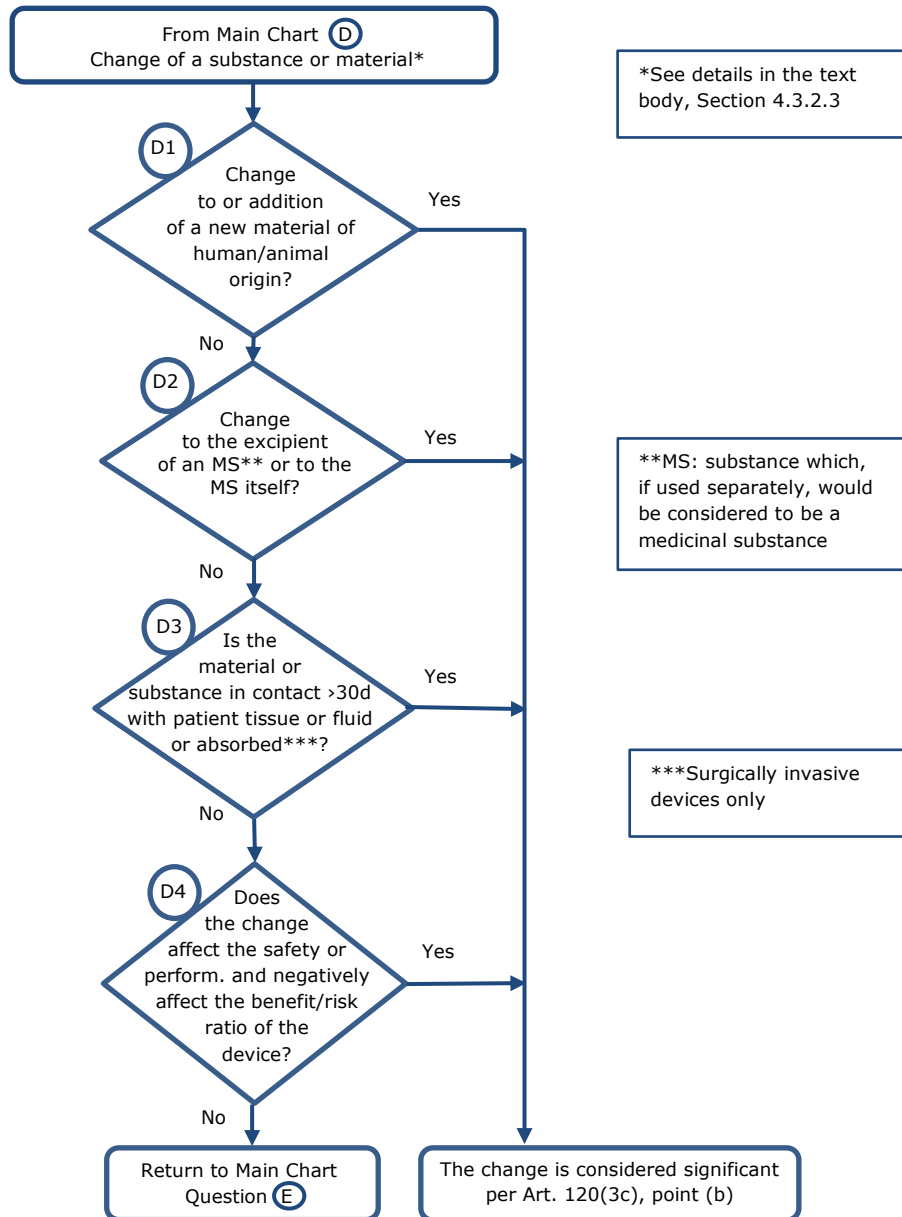 From Main Chart D
Change of a substance or material*
*See details in the text
body, Section 4.3.2.3
D1
Change
to or addition
of a new material of
human/animal
origin?
Yes
No
D2
Change
to the excipient
of an MS** or to the
MS itself?
Yes
**MS: substance which,
if used separately, would
be considered to be a
medicinal substance
No
D3
Is the
material or
substance in contact ›30d
with patient tissue or fluid
or absorbed***?
Yes
***Surgically invasive
devices only
No
D4
Does
the change
affect the safety or
perform. and negatively
affect the benefit/risk
ratio of the
device?
Yes
No
Return to Main Chart
Question E
The change is considered significant
per Art. 120(3c), point (b)